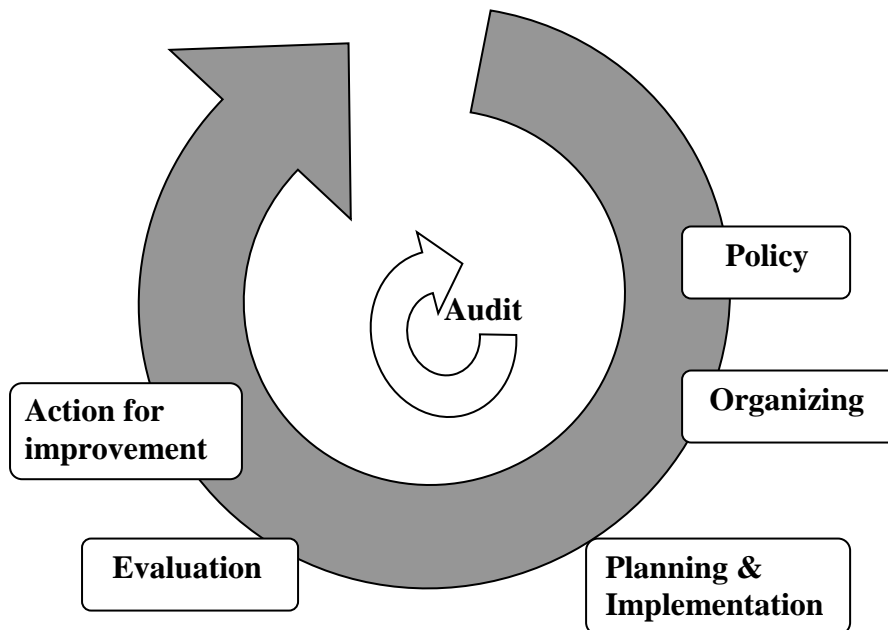 Policy
Audit
Organizing
Action for
improvement
Evaluation
Planning &
Implementation